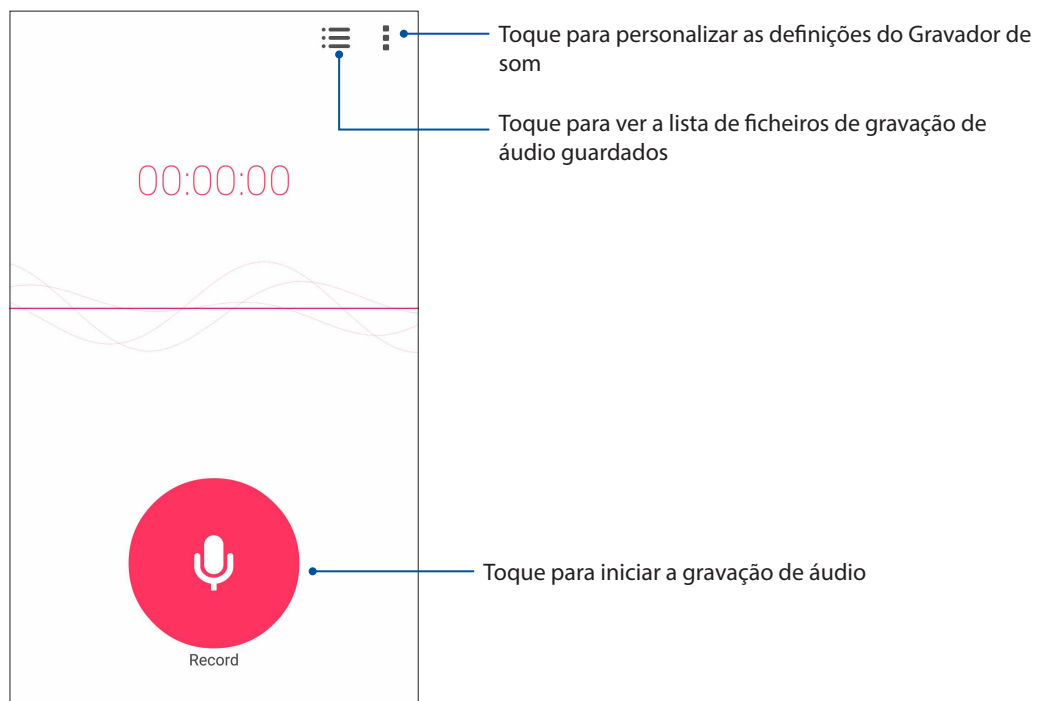 Toque para personalizar as definições do Gravador de
som
Toque para ver a lista de ficheiros de gravação de
áudio guardados
00:00:00
Toque para iniciar a gravação de áudio
Record